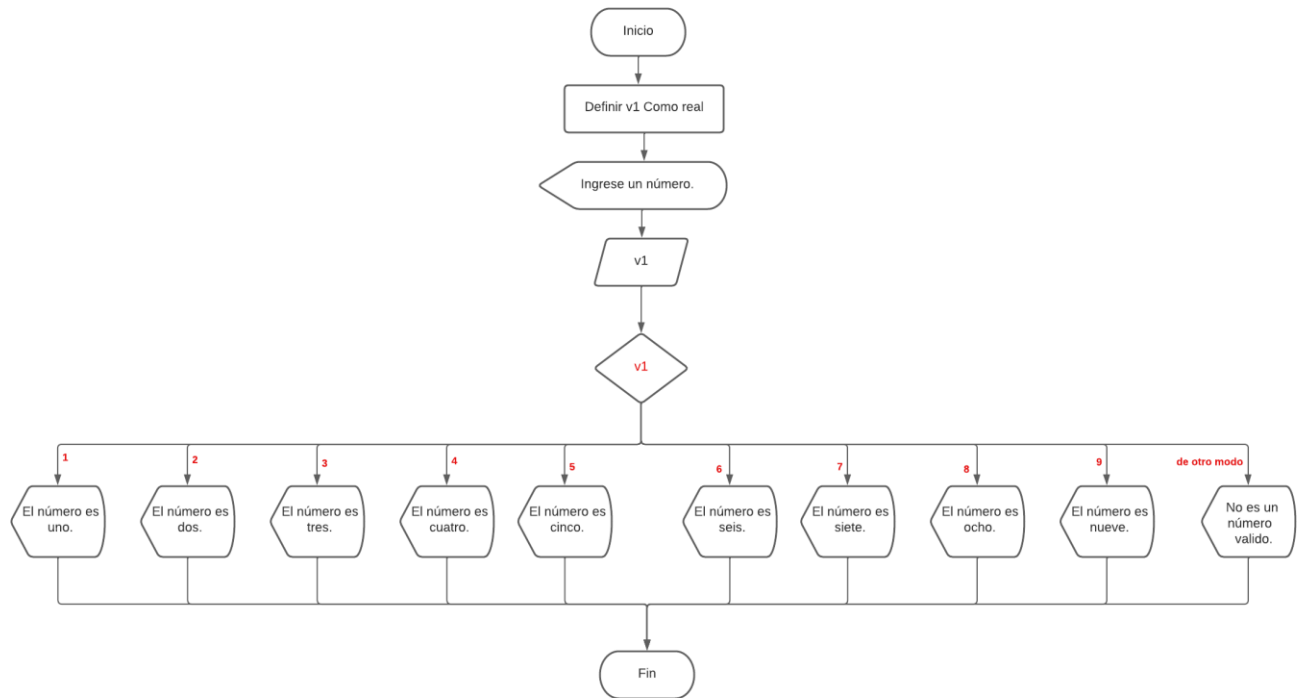 Inicio
Definir v1 Como real
Ingrese un número.
v1
v1
1
2
3
4
5
6
7
8
9
de otro modo
El número es
uno.
El número es
dos.
El número es
tres.
El número es
cuatro.
El número es
cinco.
El número es
seis.
El número es
siete.
El número es
ocho.
El número es
nueve.
No es un
número
valido.
Fin